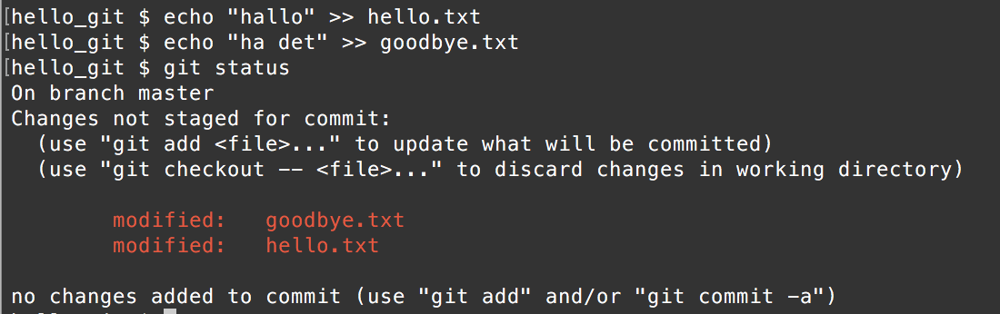 [hello_git $ echo "hallo" >> hello.txt
[hello_git $ echo "ha det" >> goodbye.txt
[hello_git $ git status
On branch master
Changes not staged for commit:
  (use "git add <file>..." to update what will be committed)
  (use "git checkout -- <file>..." to discard changes in working directory)

        modified:   goodbye.txt
        modified:   hello.txt

no changes added to commit (use "git add" and/or "git commit -a")